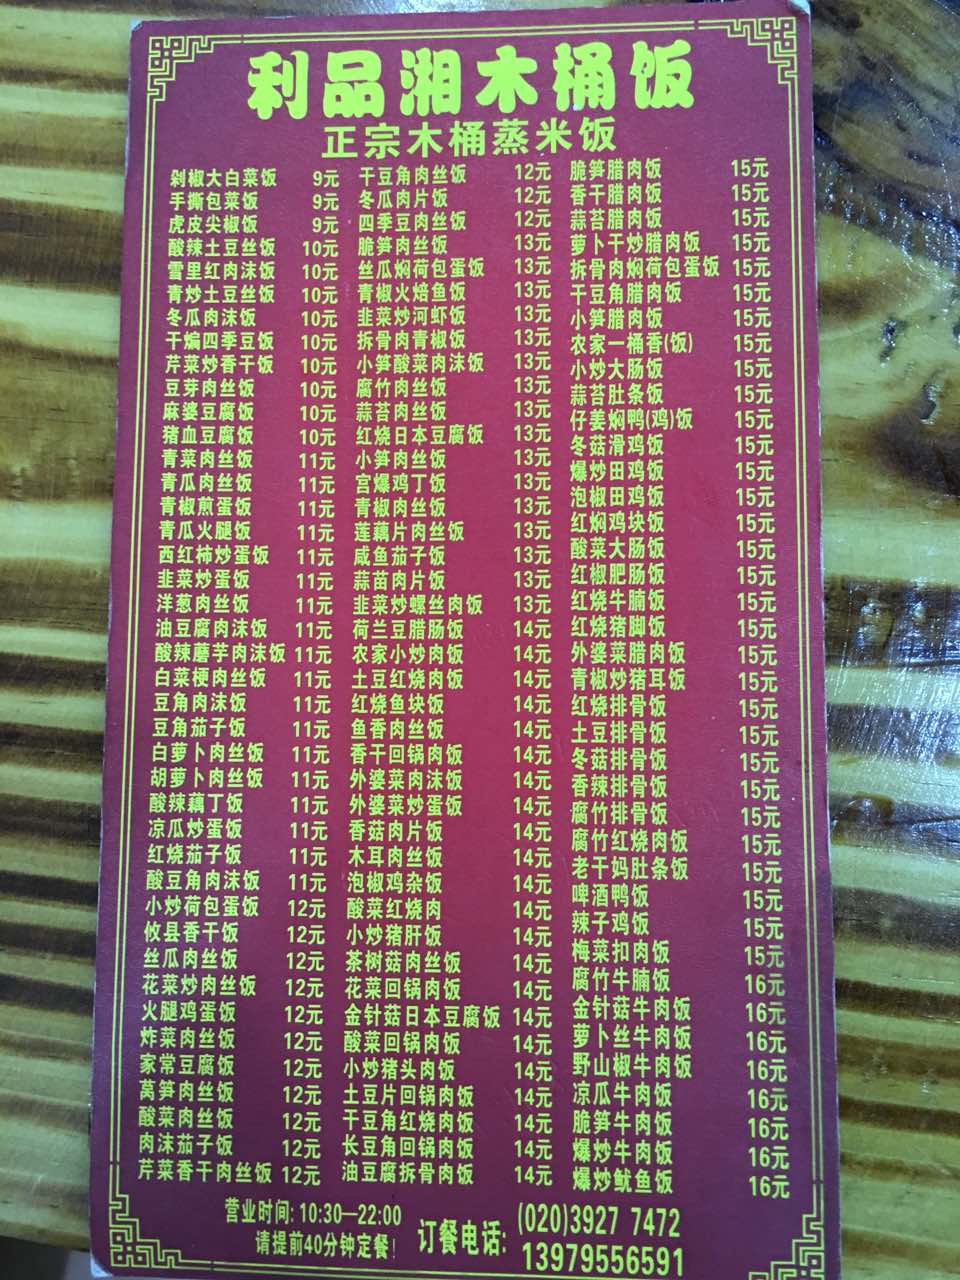 利品湘木桶饭
正宗木桶蒸米饭
剁椒大白菜饭 9元
手撕包菜饭 9元
虎皮尖椒饭 9元
酸辣土豆丝饭 10元
雪里红肉沫饭 10元
青炒土豆丝饭 10元
冬瓜肉沫饭 10元
干煸四季豆饭 10元
芹菜炒香干饭 10元
豆芽肉丝饭 10元
麻婆豆腐饭 10元
猪血豆腐饭 10元
青菜肉丝饭 11元
青瓜肉丝饭 11元
青椒煎蛋饭 11元
青瓜火腿饭 11元
西红柿炒蛋饭 11元
韭菜炒蛋饭 11元
洋葱肉丝饭 11元
油豆腐肉沫饭 11元
酸辣蘑芋肉沫饭 11元
白菜梗肉丝饭 11元
豆角肉沫饭 11元
豆角茄子饭 11元
白萝卜肉丝饭 11元
胡萝卜肉丝饭 11元
酸辣藕丁饭 11元
凉瓜炒蛋饭 11元
红烧茄子饭 11元
酸豆角肉沫饭 11元
小炒荷包蛋饭 12元
攸县香干饭 12元
丝瓜肉丝饭 12元
花菜炒肉丝饭 12元
火腿鸡蛋饭 12元
炸菜肉丝饭 12元
家常豆腐饭 12元
莴笋肉丝饭 12元
酸菜肉丝饭 12元
肉沫茄子饭 12元
芹菜香干肉丝饭 12元
干豆角肉丝饭 12元
冬瓜肉片饭 12元
四季豆肉丝饭 12元
脆笋肉丝饭 13元
丝瓜焖荷包蛋饭 13元
青椒火焙鱼饭 13元
韭菜炒河虾饭 13元
拆骨肉青椒饭 13元
小笋酸菜肉沫饭 13元
腐竹肉丝饭 13元
蒜苔肉丝饭 13元
红烧日本豆腐饭 13元
小笋肉丝饭 13元
宫爆鸡丁饭 13元
青椒肉丝饭 13元
莲藕片肉丝饭 13元
咸鱼茄子饭 13元
蒜苗肉片饭 13元
韭菜炒螺丝肉饭 13元
荷兰豆腊肠饭 14元
农家小炒肉饭 14元
土豆红烧肉饭 14元
红烧鱼块饭 14元
鱼香肉丝饭 14元
香干回锅肉饭 14元
外婆菜肉沫饭 14元
外婆菜炒蛋饭 14元
香菇肉片饭 14元
木耳肉丝饭 14元
泡椒鸡杂饭 14元
酸菜红烧肉 14元
小炒猪肝饭 14元
茶树菇肉丝饭 14元
花菜回锅肉饭 14元
金针菇日本豆腐饭 14元
酸菜回锅肉饭 14元
小炒猪头肉饭 14元
土豆片回锅肉饭 14元
干豆角红烧肉饭 14元
长豆角回锅肉饭 14元
油豆腐拆骨肉饭 14元
脆笋腊肉饭 15元
香干腊肉饭 15元
蒜苔腊肉饭 15元
萝卜干炒腊肉饭 15元
拆骨肉焖荷包蛋饭 15元
干豆角腊肉饭 15元
小笋腊肉饭 15元
农家一桶香(饭) 15元
小炒大肠饭 15元
蒜苔肚条饭 15元
仔姜焖鸭(鸡)饭 15元
冬菇滑鸡饭 15元
爆炒田鸡饭 15元
泡椒田鸡饭 15元
红焖鸡块饭 15元
酸菜大肠饭 15元
红椒肥肠饭 15元
红烧牛腩饭 15元
红烧猪脚饭 15元
外婆菜腊肉饭 15元
青椒炒猪耳饭 15元
红烧排骨饭 15元
土豆排骨饭 15元
冬菇排骨饭 15元
香辣排骨饭 15元
腐竹排骨饭 15元
腐竹红烧肉饭 15元
老干妈肚条饭 15元
啤酒鸭饭 15元
辣子鸡饭 15元
梅菜扣肉饭 15元
腐竹牛腩饭 16元
金针菇牛肉饭 16元
萝卜丝牛肉饭 16元
野山椒牛肉饭 16元
凉瓜牛肉饭 16元
脆笋牛肉饭 16元
爆炒牛肉饭 16元
爆炒鱿鱼饭 16元
营业时间: 10:30—22:00
请提前40分钟定餐!
订餐电话: (020)3927 7472
13979556591